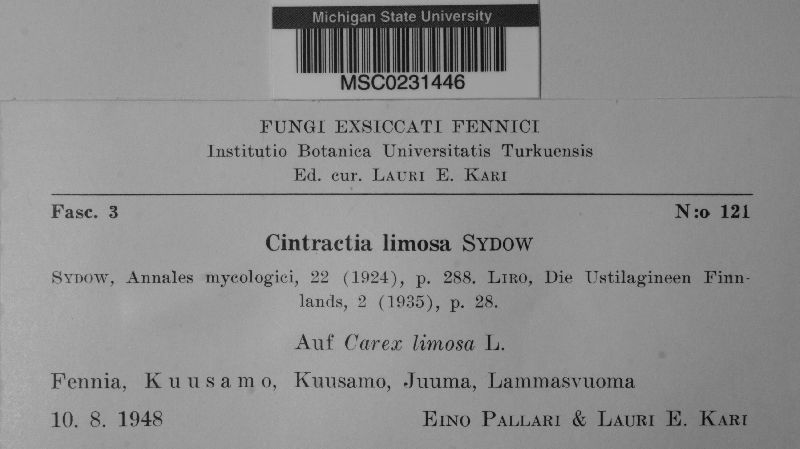 Michigan State University
MSC0231446
FUNGI EXSICCATI FENNICI
Institutio Botanica Universitatis Turkuensis
Ed. cur. LAURI E. KARI
Fasc. 3 N:o 121
Cintractia limosa SYDOW
SYDOW, Annales mycologici, 22 (1924), p. 288. LIRO, Die Ustilagineen Finn-
lands, 2 (1935), p. 28.
Auf Carex limosa L.
Fennia, Kuusamo, Kuusamo, Juuma, Lammasvuoma
10. 8. 1948 EINO PALLARI & LAURI E. KARI